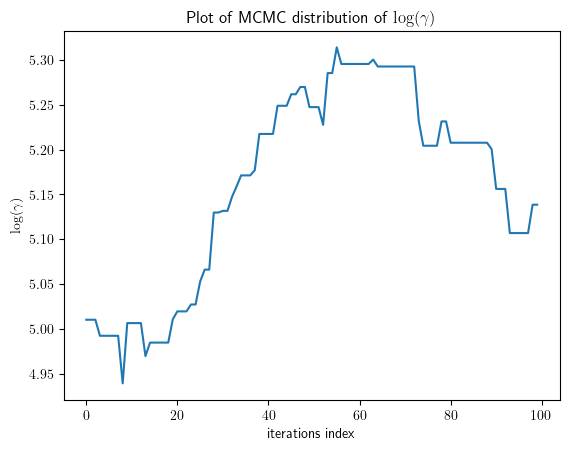 Plot of MCMC distribution of log(γ)
log(γ)
5.30
5.25
5.20
5.15
5.10
5.05
5.00
4.95
0 20 40 60 80 100
iterations index